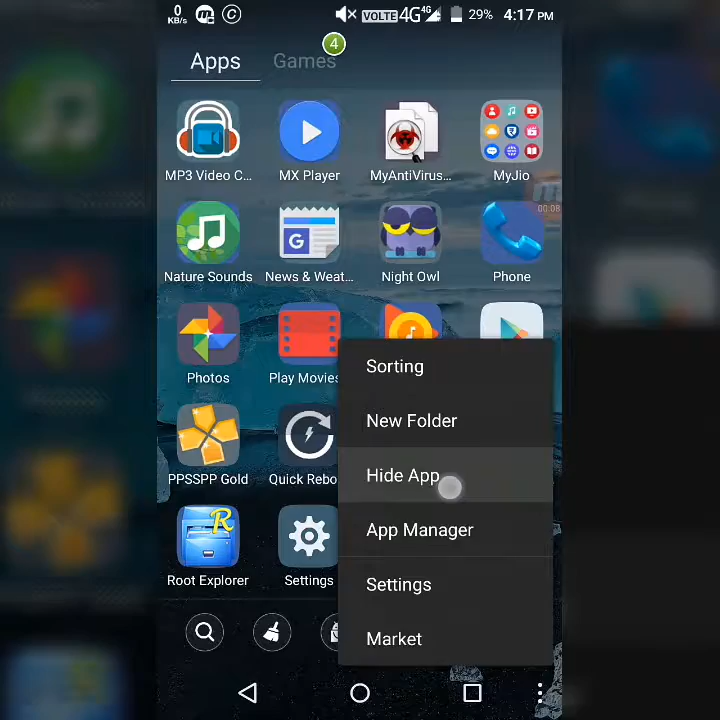 0
KB/s
VOLTE 4G 4G 29% 4:17 PM
4
Apps Games
MP3 Video C... MX Player MyAntiVirus... MyJio
00:08
Nature Sounds News & Weat... Night Owl Phone
Photos Play Movies
Sorting
New Folder
PPSSPP Gold Quick Rebo
Hide App
App Manager
Root Explorer Settings
Settings
Market